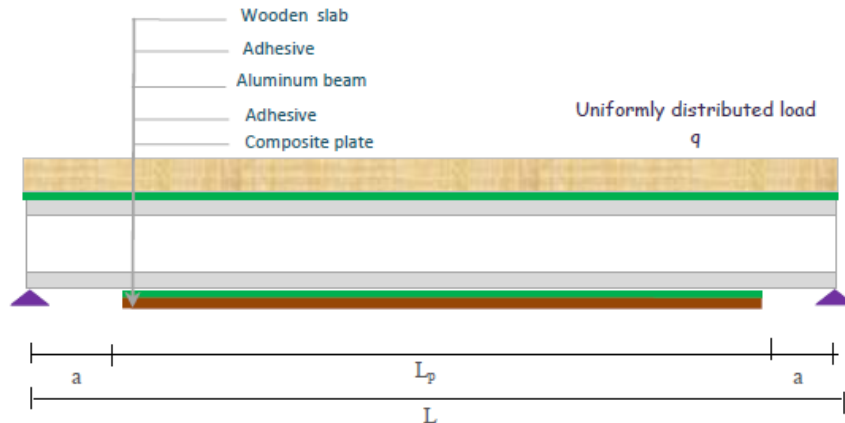 Wooden slab
Adhesive
Aluminum beam
Adhesive
Composite plate
Uniformly distributed load
q
a
Lp
a
L